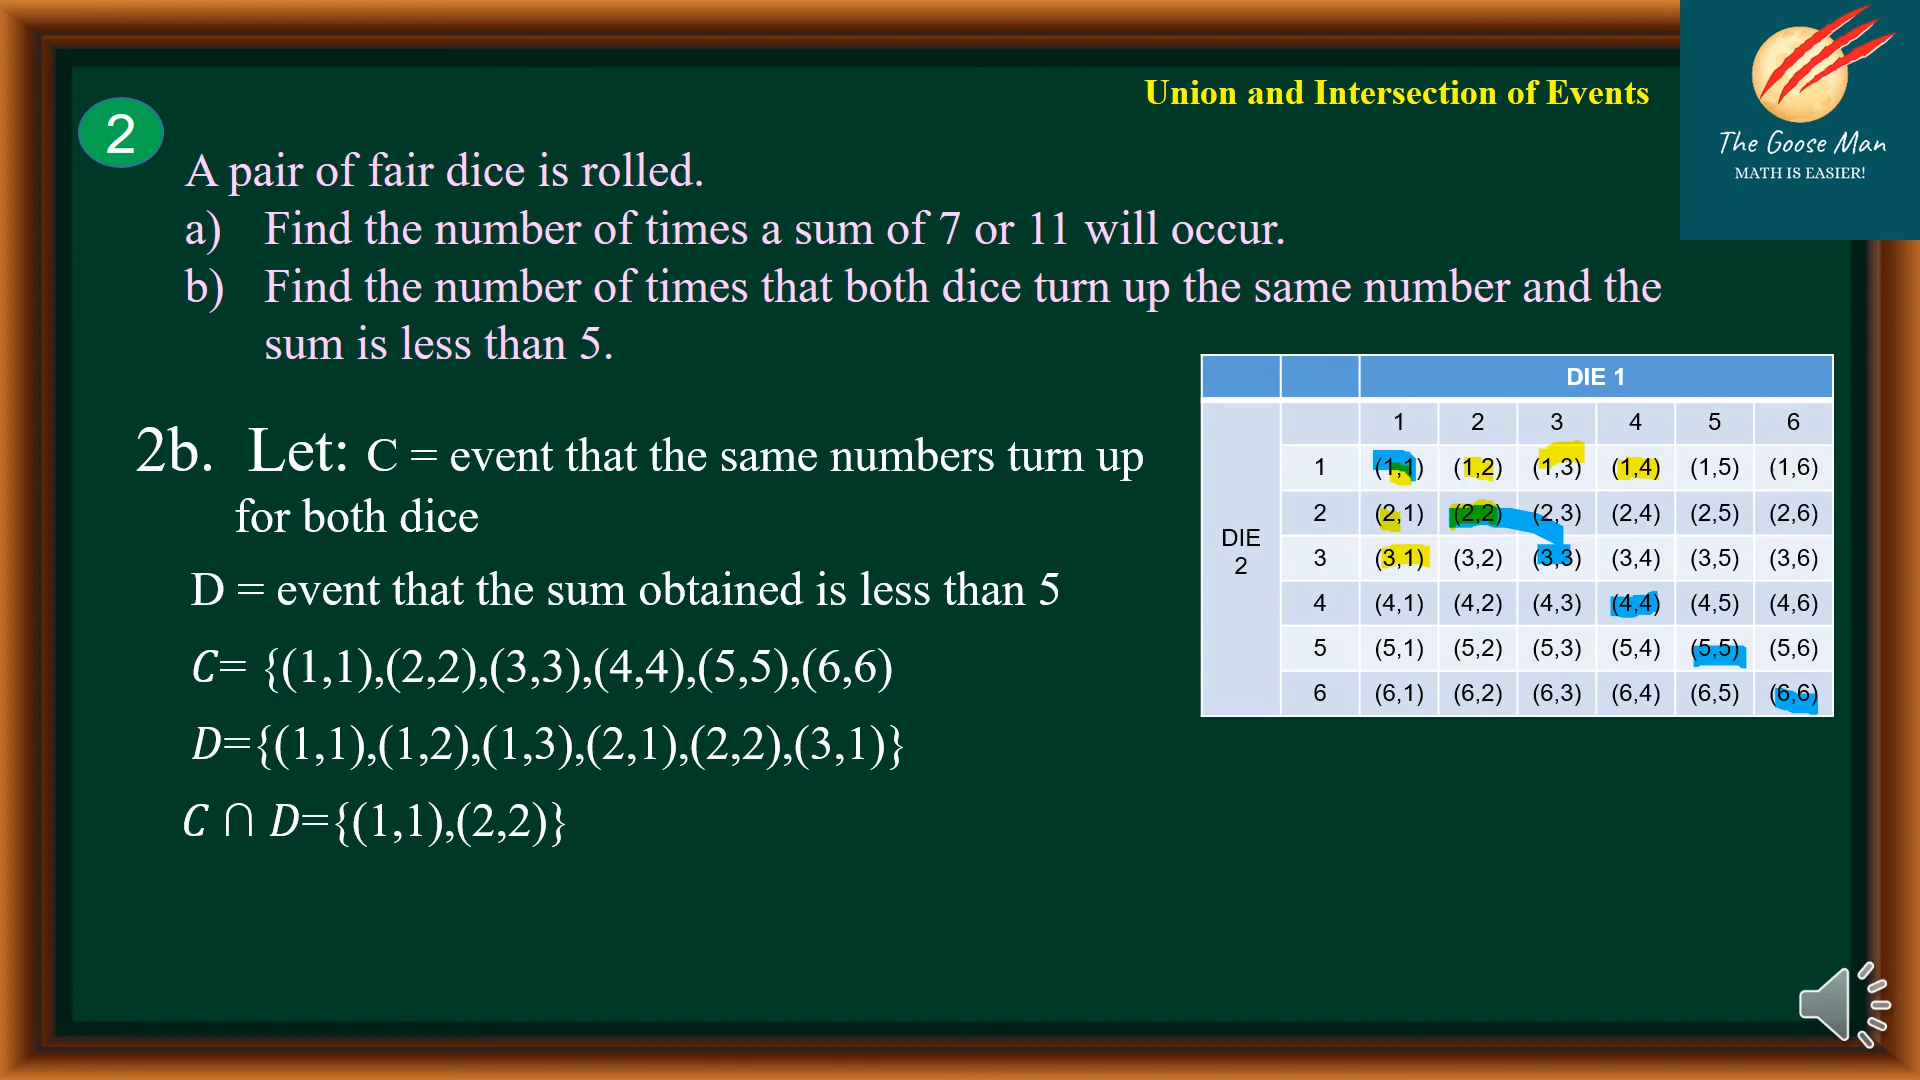 Union and Intersection of Events
The Goose Man
MATH IS EASIER!
2
A pair of fair dice is rolled.
a) Find the number of times a sum of 7 or 11 will occur.
b) Find the number of times that both dice turn up the same number and the
sum is less than 5.
2b. Let: C = event that the same numbers turn up
for both dice
D = event that the sum obtained is less than 5
C= {(1,1),(2,2),(3,3),(4,4),(5,5),(6,6)
D={(1,1),(1,2),(1,3),(2,1),(2,2),(3,1)}
C ∩ D={(1,1),(2,2)}
DIE 1
1 2 3 4 5 6
DIE
2
1 (1,1) (1,2) (1,3) (1,4) (1,5) (1,6)
2 (2,1) (2,2) (2,3) (2,4) (2,5) (2,6)
3 (3,1) (3,2) (3,3) (3,4) (3,5) (3,6)
4 (4,1) (4,2) (4,3) (4,4) (4,5) (4,6)
5 (5,1) (5,2) (5,3) (5,4) (5,5) (5,6)
6 (6,1) (6,2) (6,3) (6,4) (6,5) (6,6)